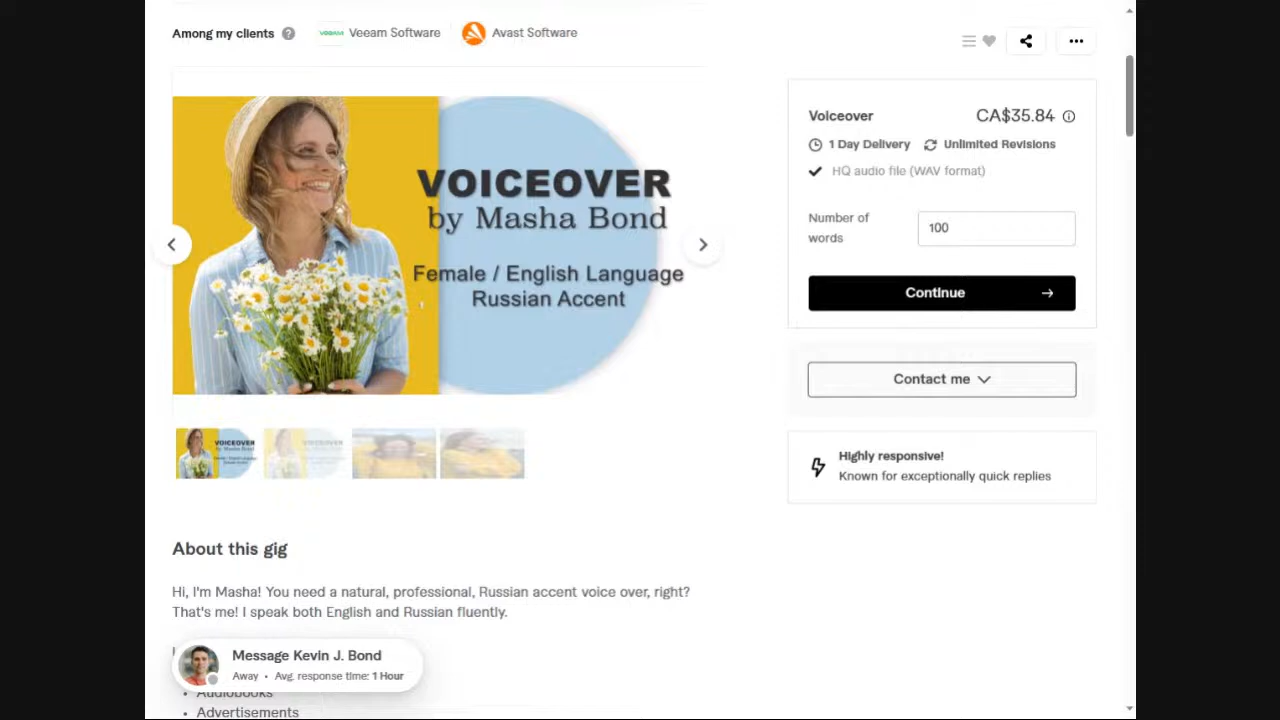 Among my clients
Veeam Software
Avast Software
VOICEOVER
by Masha Bond
Female / English Language
Russian Accent
Voiceover
CA$35.84
1 Day Delivery
Unlimited Revisions
HQ audio file (WAV format)
Number of
words
100
Continue
Contact me
Highly responsive!
Known for exceptionally quick replies
About this gig
Hi, I'm Masha! You need a natural, professional, Russian accent voice over, right?
That's me! I speak both English and Russian fluently.
Message Kevin J. Bond
Away • Avg. response time: 1 Hour
• Audiobooks
• Advertisements